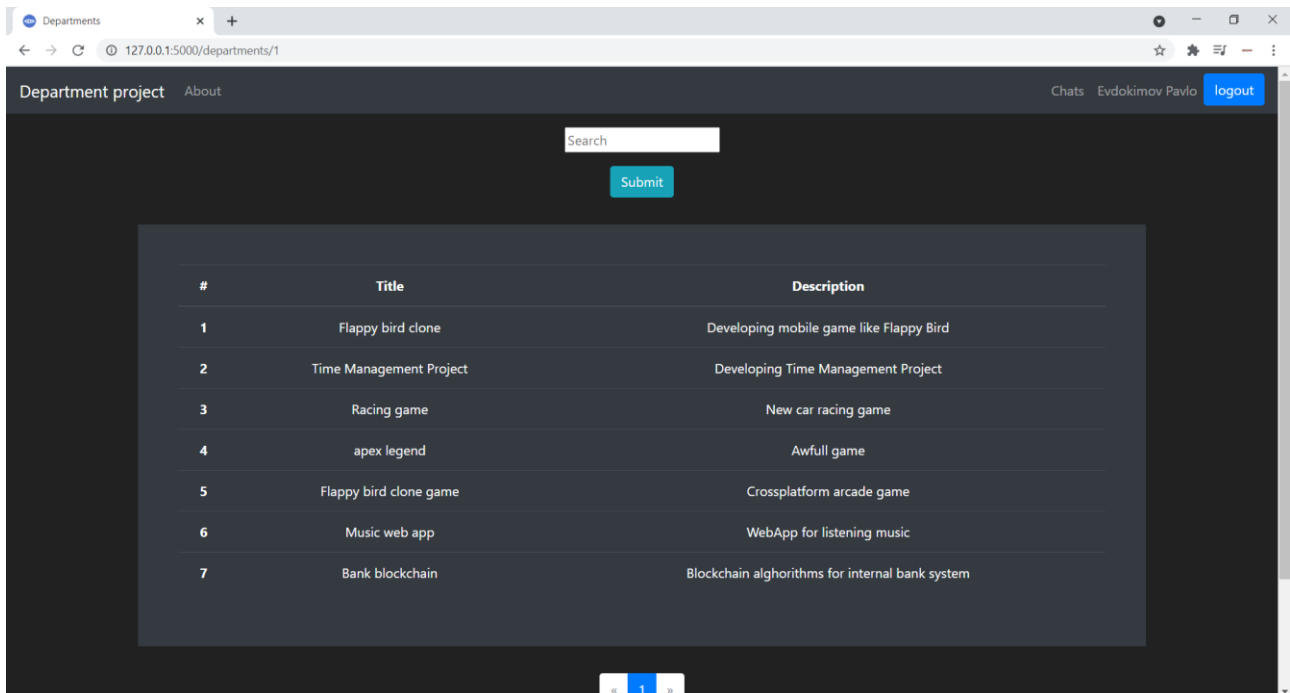 Departments
127.0.0.1:5000/departments/1
Department project About Chats Evdokimov Pavlo logout
Search
Submit
# Title Description
1 Flappy bird clone Developing mobile game like Flappy Bird
2 Time Management Project Developing Time Management Project
3 Racing game New car racing game
4 apex legend Awfull game
5 Flappy bird clone game Crossplatform arcade game
6 Music web app WebApp for listening music
7 Bank blockchain Blockchain alghorithms for internal bank system
« 1 »